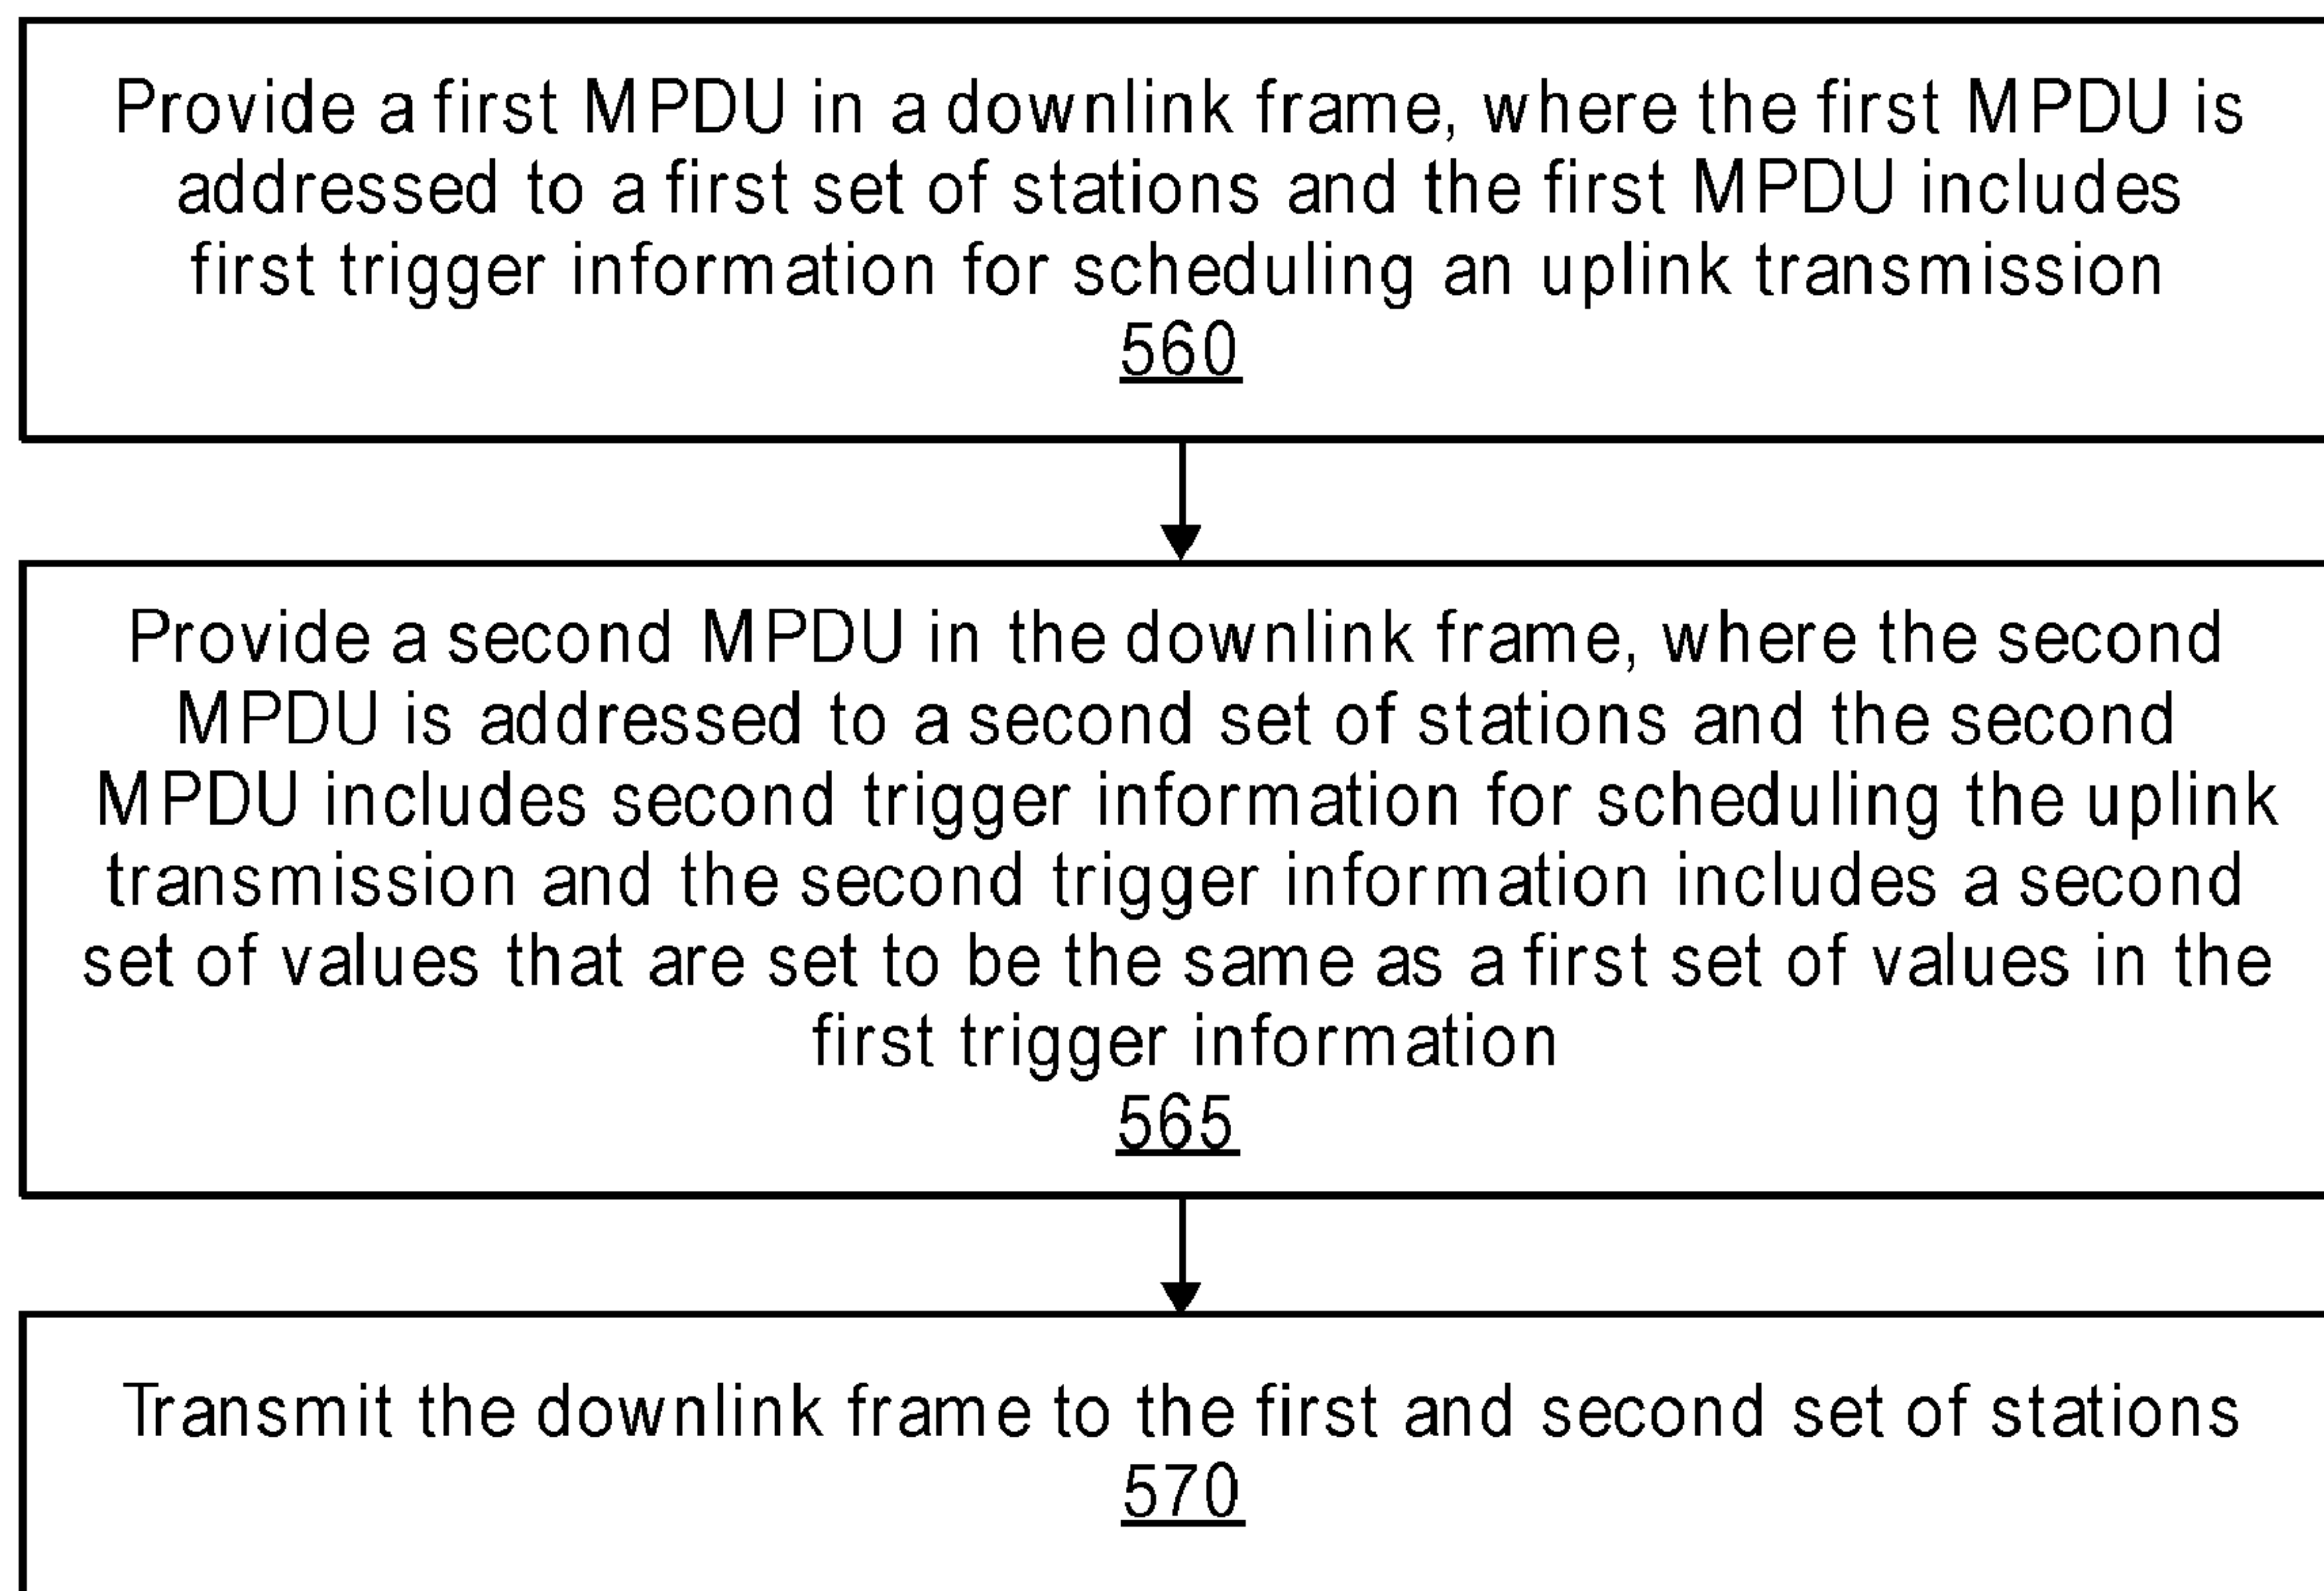 Provide a first MPDU in a downlink frame, where the first MPDU is
addressed to a first set of stations and the first MPDU includes
first trigger information for scheduling an uplink transmission
560
Provide a second MPDU in the downlink frame, where the second
MPDU is addressed to a second set of stations and the second
MPDU includes second trigger information for scheduling the uplink
transmission and the second trigger information includes a second
set of values that are set to be the same as a first set of values in the
first trigger information
565
Transmit the downlink frame to the first and second set of stations
570